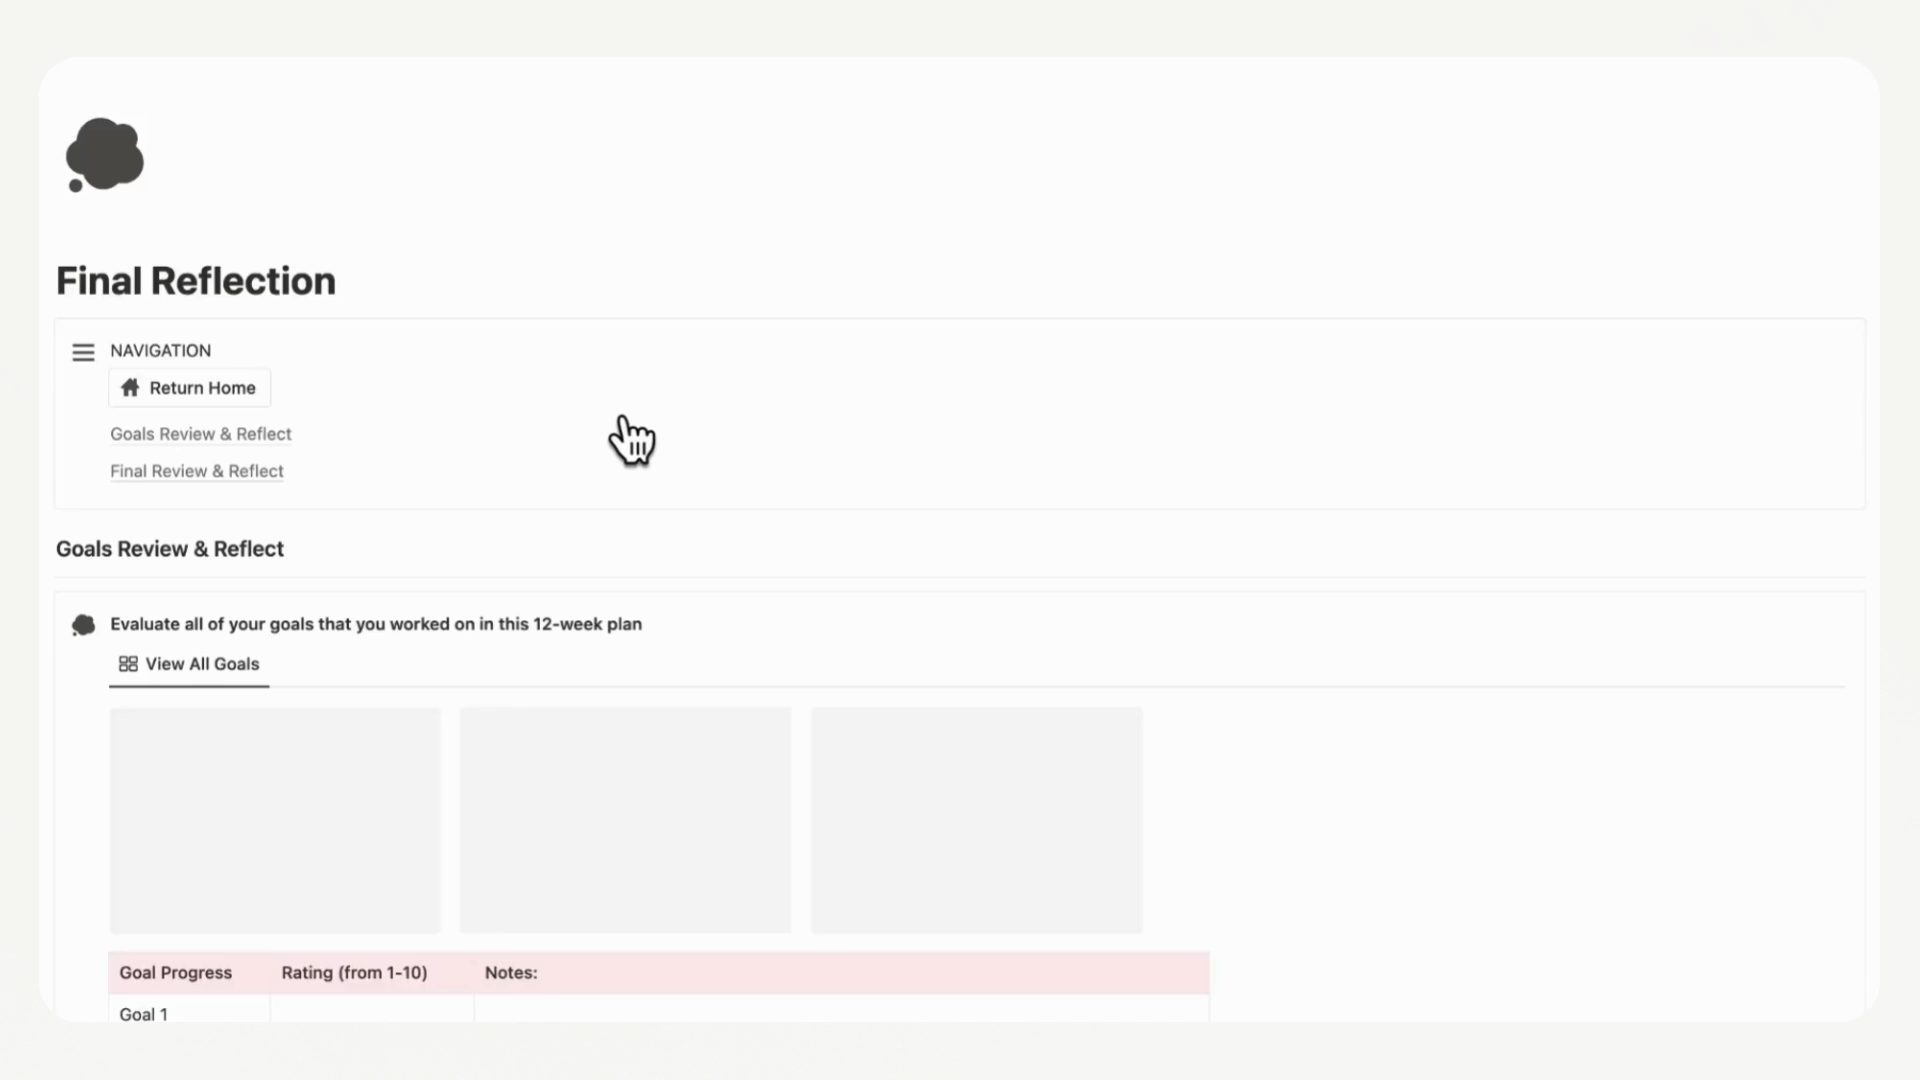 Final Reflection
NAVIGATION
Return Home
Goals Review & Reflect
Final Review & Reflect
Goals Review & Reflect
Evaluate all of your goals that you worked on in this 12-week plan
View All Goals
Goal Progress Rating (from 1-10) Notes:
Goal 1